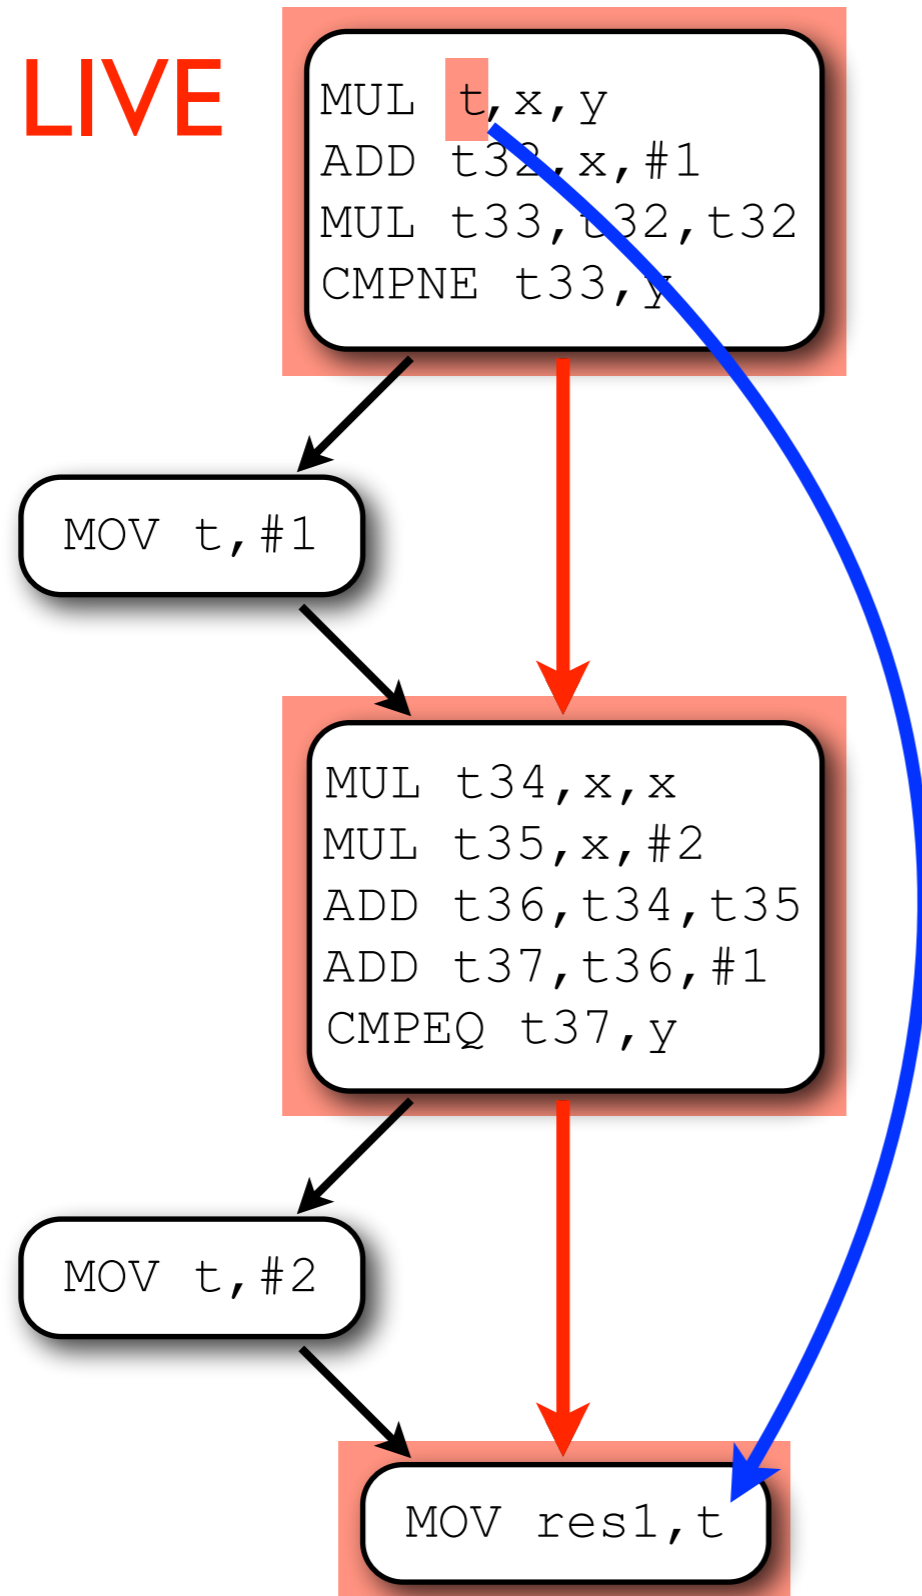 LIVE
MUL t,x,y
ADD t32,x,#1
MUL t33,t32,t32
CMPNE t33,y
MOV t,#1
MUL t34,x,x
MUL t35,x,#2
ADD t36,t34,t35
ADD t37,t36,#1
CMPEQ t37,y
MOV t,#2
MOV res1,t